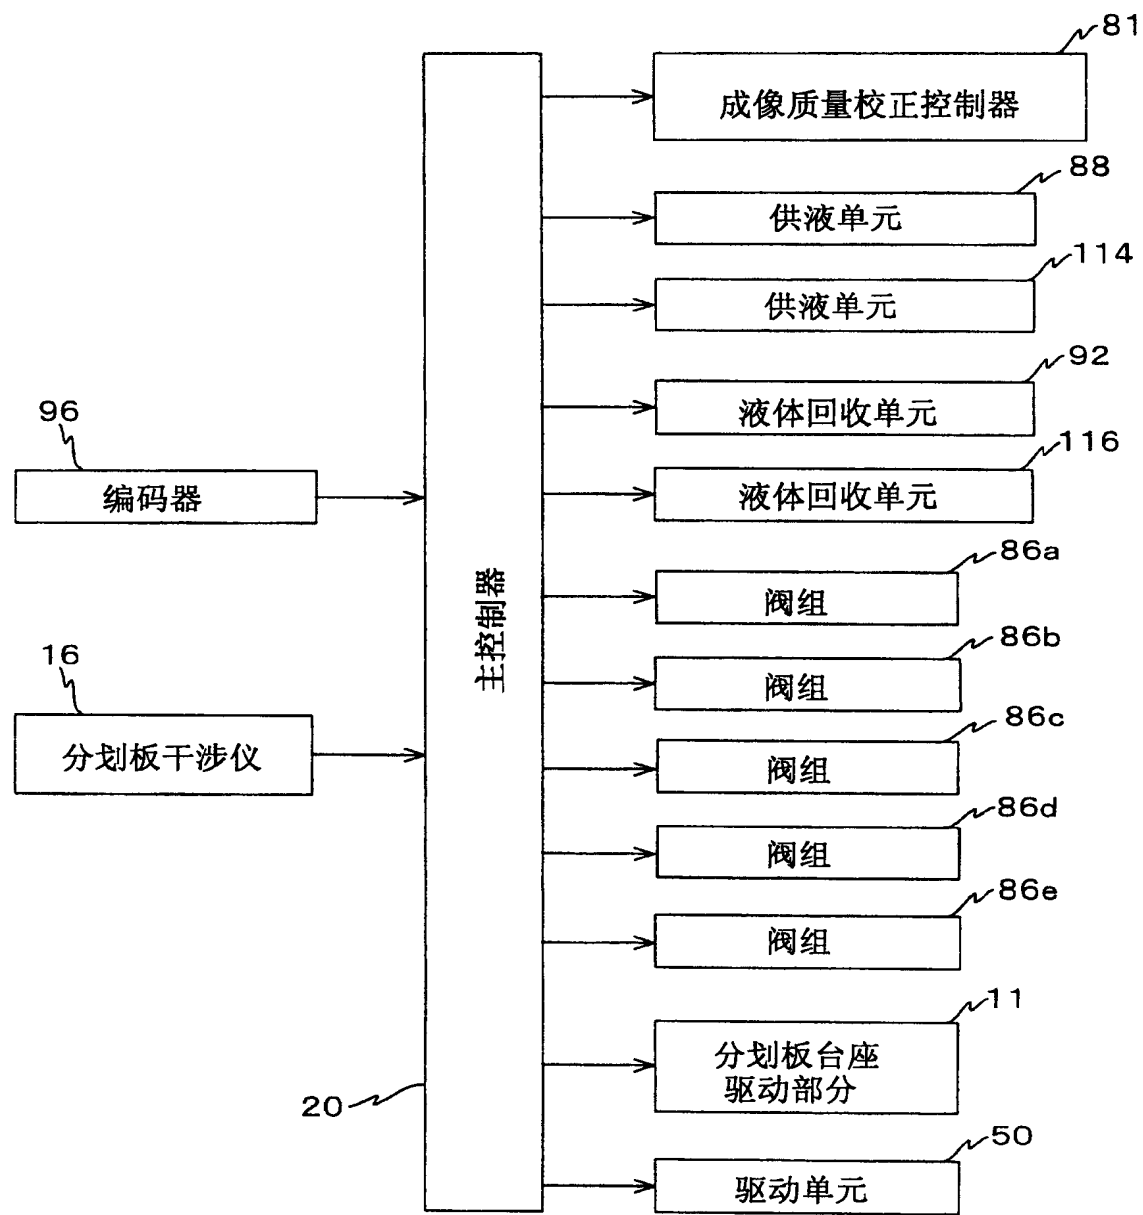 81
成像质量校正控制器
88
供液单元
114
供液单元
92
液体回收单元
96
编码器
116
液体回收单元
86a
阀组
主控制器
16
分划板干涉仪
86b
阀组
86c
阀组
86d
阀组
86e
阀组
11
分划板台座
驱动部分
20
50
驱动单元